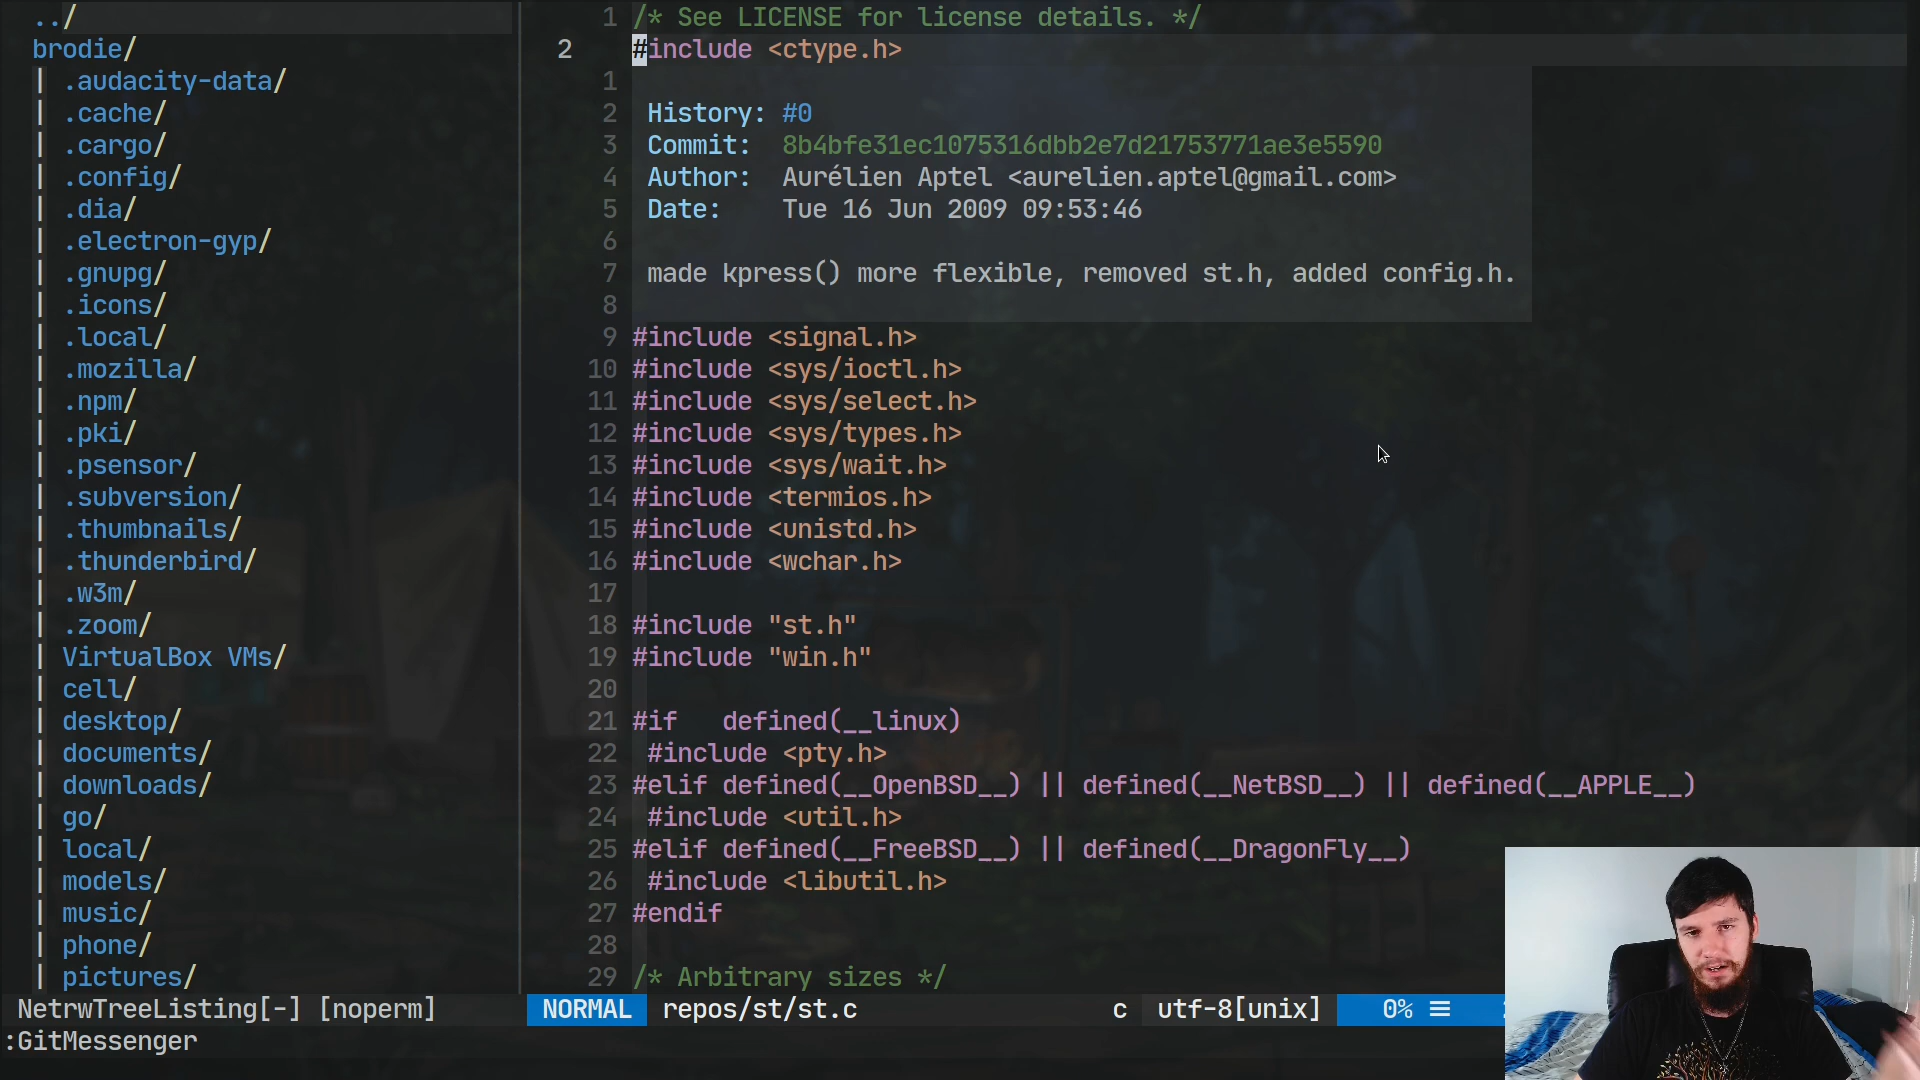 ../
brodie/
| .audacity-data/
| .cache/
| .cargo/
| .config/
| .dia/
| .electron-gyp/
| .gnupg/
| .icons/
| .local/
| .mozilla/
| .npm/
| .pki/
| .psensor/
| .subversion/
| .thumbnails/
| .thunderbird/
| .w3m/
| .zoom/
| VirtualBox VMs/
| cell/
| desktop/
| documents/
| downloads/
| go/
| local/
| models/
| music/
| phone/
| pictures/
NetrwTreeListing[-] [noperm]
1 /* See LICENSE for license details. */
2 #include <ctype.h>
1
2 History: #0
3 Commit: 8b4bfe31ec1075316dbb2e7d21753771ae3e5590
4 Author: Aurélien Aptel <aurelien.aptel@gmail.com>
5 Date: Tue 16 Jun 2009 09:53:46
6
7 made kpress() more flexible, removed st.h, added config.h.
8
9 #include <signal.h>
10 #include <sys/ioctl.h>
11 #include <sys/select.h>
12 #include <sys/types.h>
13 #include <sys/wait.h>
14 #include <termios.h>
15 #include <unistd.h>
16 #include <wchar.h>
17
18 #include "st.h"
19 #include "win.h"
20
21 #if   defined(__linux)
22  #include <pty.h>
23 #elif defined(__OpenBSD__) || defined(__NetBSD__) || defined(__APPLE__)
24  #include <util.h>
25 #elif defined(__FreeBSD__) || defined(__DragonFly__)
26  #include <libutil.h>
27 #endif
28
29 /* Arbitrary sizes */
NORMAL repos/st/st.c c utf-8[unix] 0% ≡
:GitMessenger